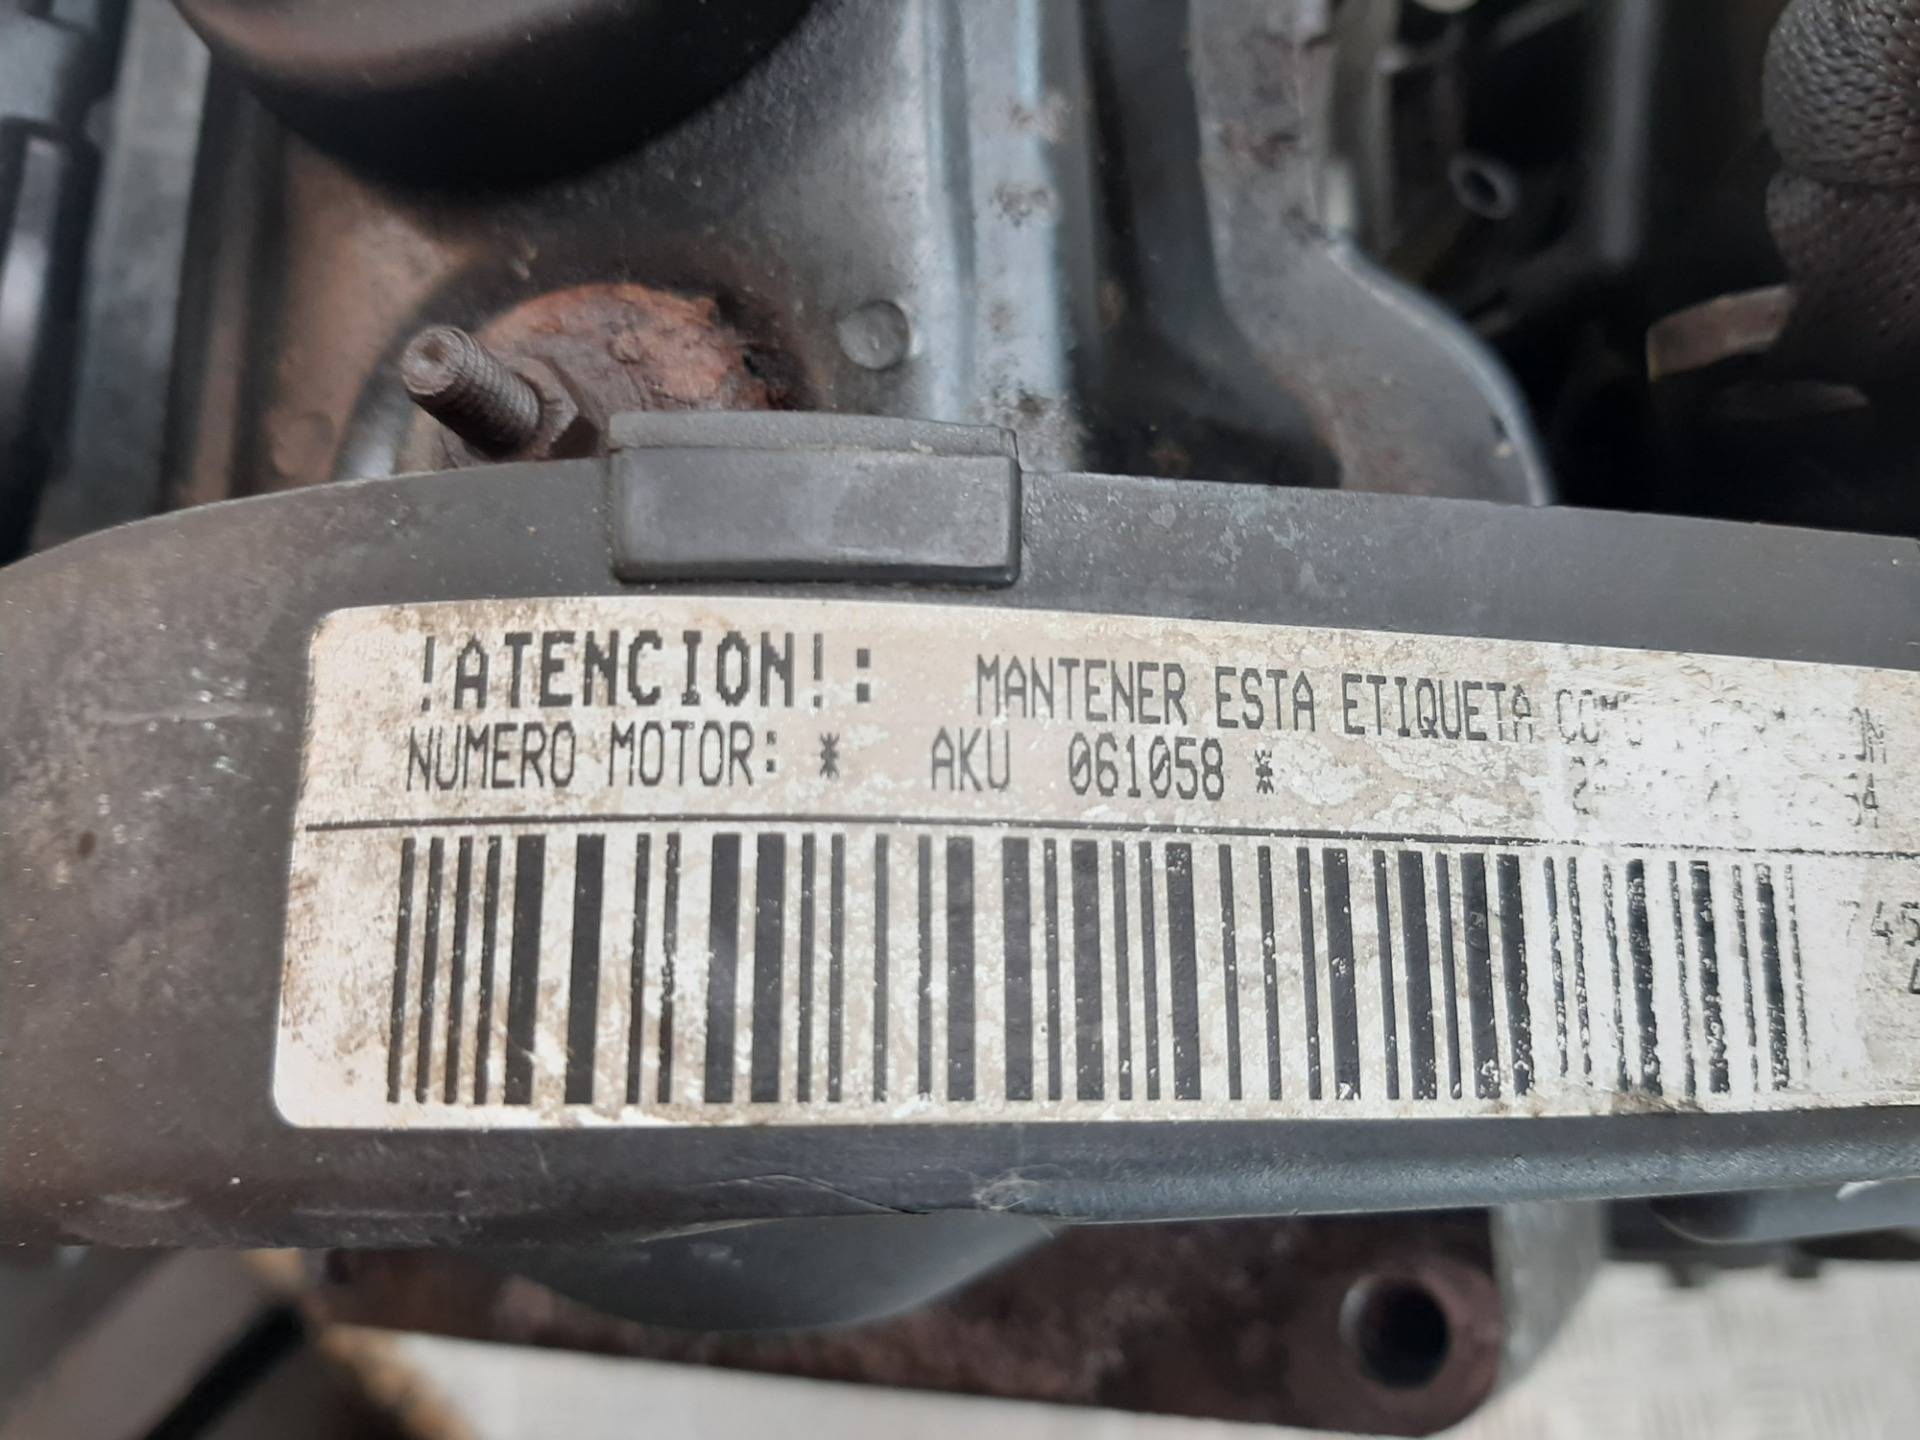 !ATENCION!: MANTENER ESTA ETIQUETA
NUMERO MOTOR: * AKU 061058 *